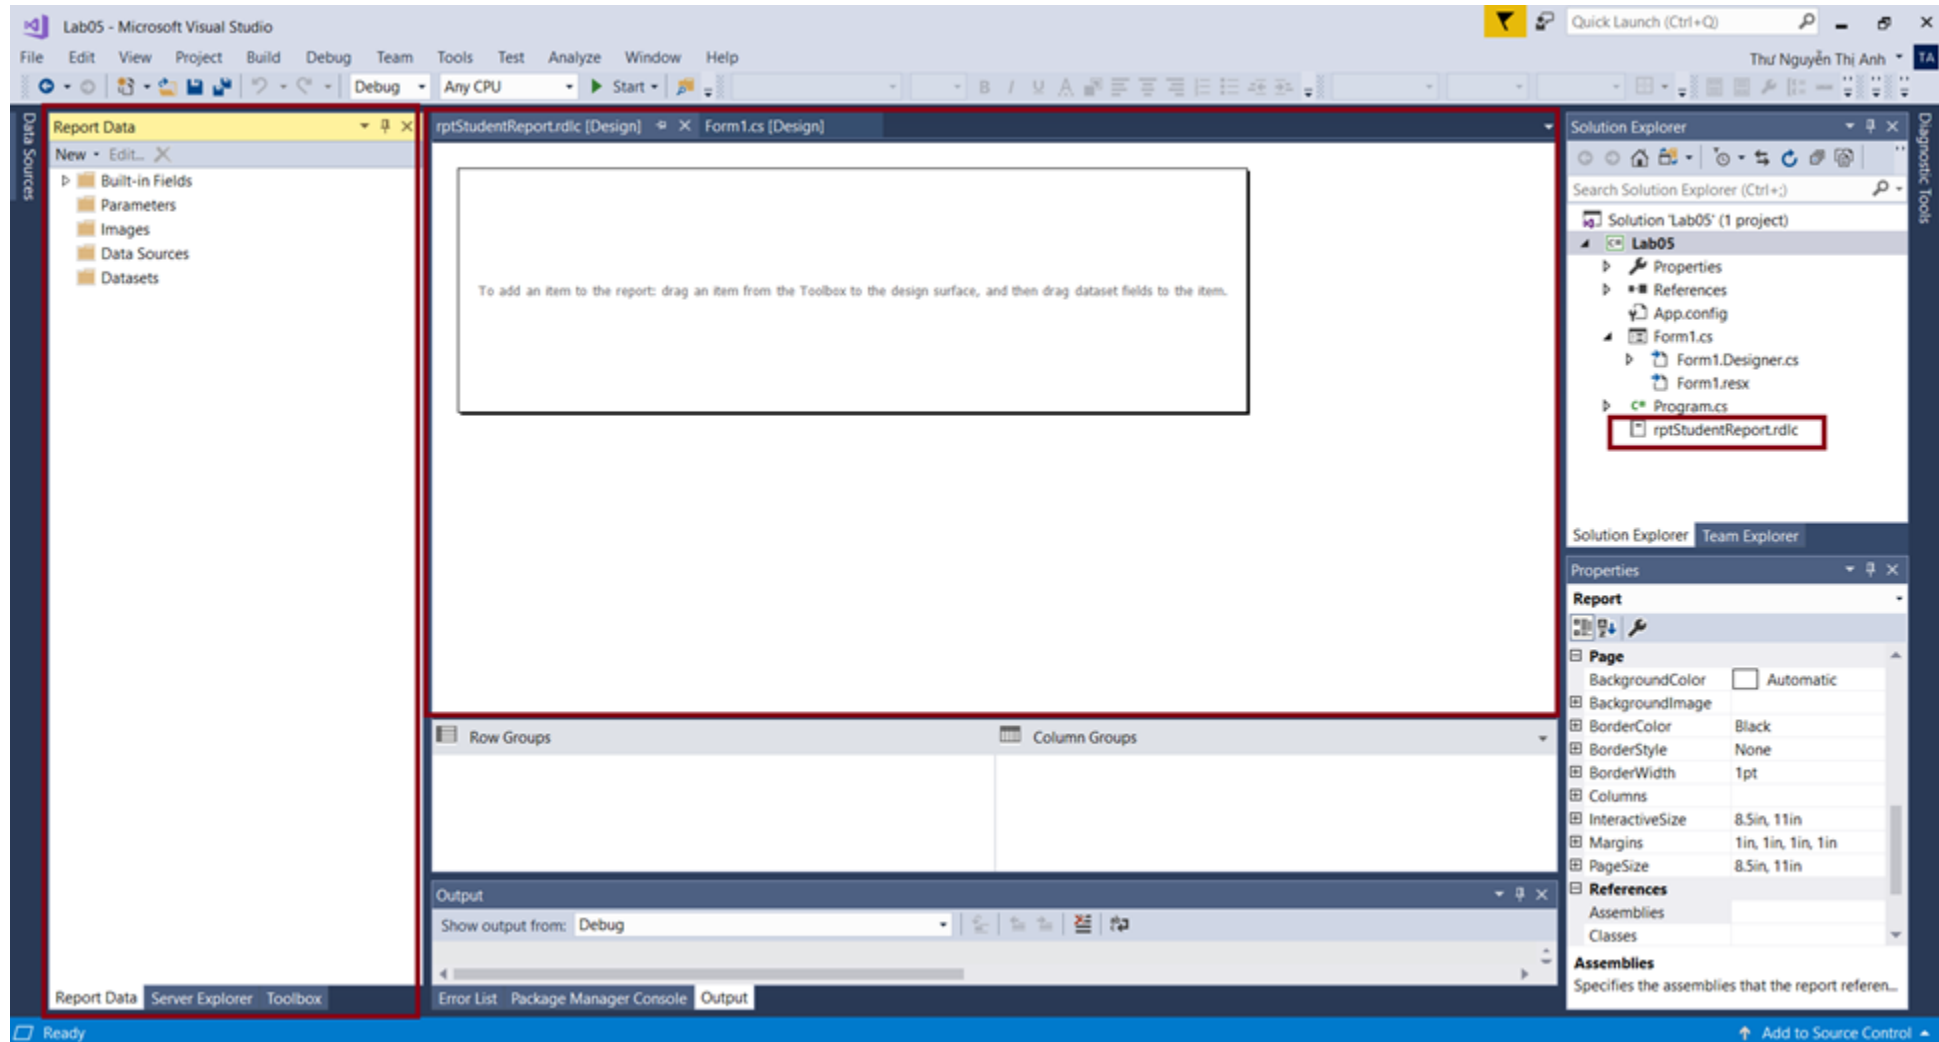 Lab05 - Microsoft Visual Studio
Quick Launch (Ctrl+Q)
File Edit View Project Build Debug Team Tools Test Analyze Window Help
Thư Nguyễn Thị Anh
TA
Debug
Any CPU
Start
B I U A
Data Sources
Report Data
New Edit...
Built-in Fields
Parameters
Images
Data Sources
Datasets
Report Data Server Explorer Toolbox
rptStudentReport.rdlc [Design] Form1.cs [Design]
To add an item to the report: drag an item from the Toolbox to the design surface, and then drag dataset fields to the item.
Row Groups
Column Groups
Output
Show output from: Debug
Error List Package Manager Console Output
Solution Explorer
Search Solution Explorer (Ctrl+;)
Solution 'Lab05' (1 project)
C# Lab05
Properties
References
App.config
Form1.cs
Form1.Designer.cs
Form1.resx
C# Program.cs
rptStudentReport.rdlc
Solution Explorer Team Explorer
Properties
Report
Page
BackgroundColor Automatic
BackgroundImage
BorderColor Black
BorderStyle None
BorderWidth 1pt
Columns
InteractiveSize 8.5in, 11in
Margins 1in, 1in, 1in, 1in
PageSize 8.5in, 11in
References
Assemblies
Classes
Assemblies
Specifies the assemblies that the report referen...
Diagnostic Tools
Ready
Add to Source Control